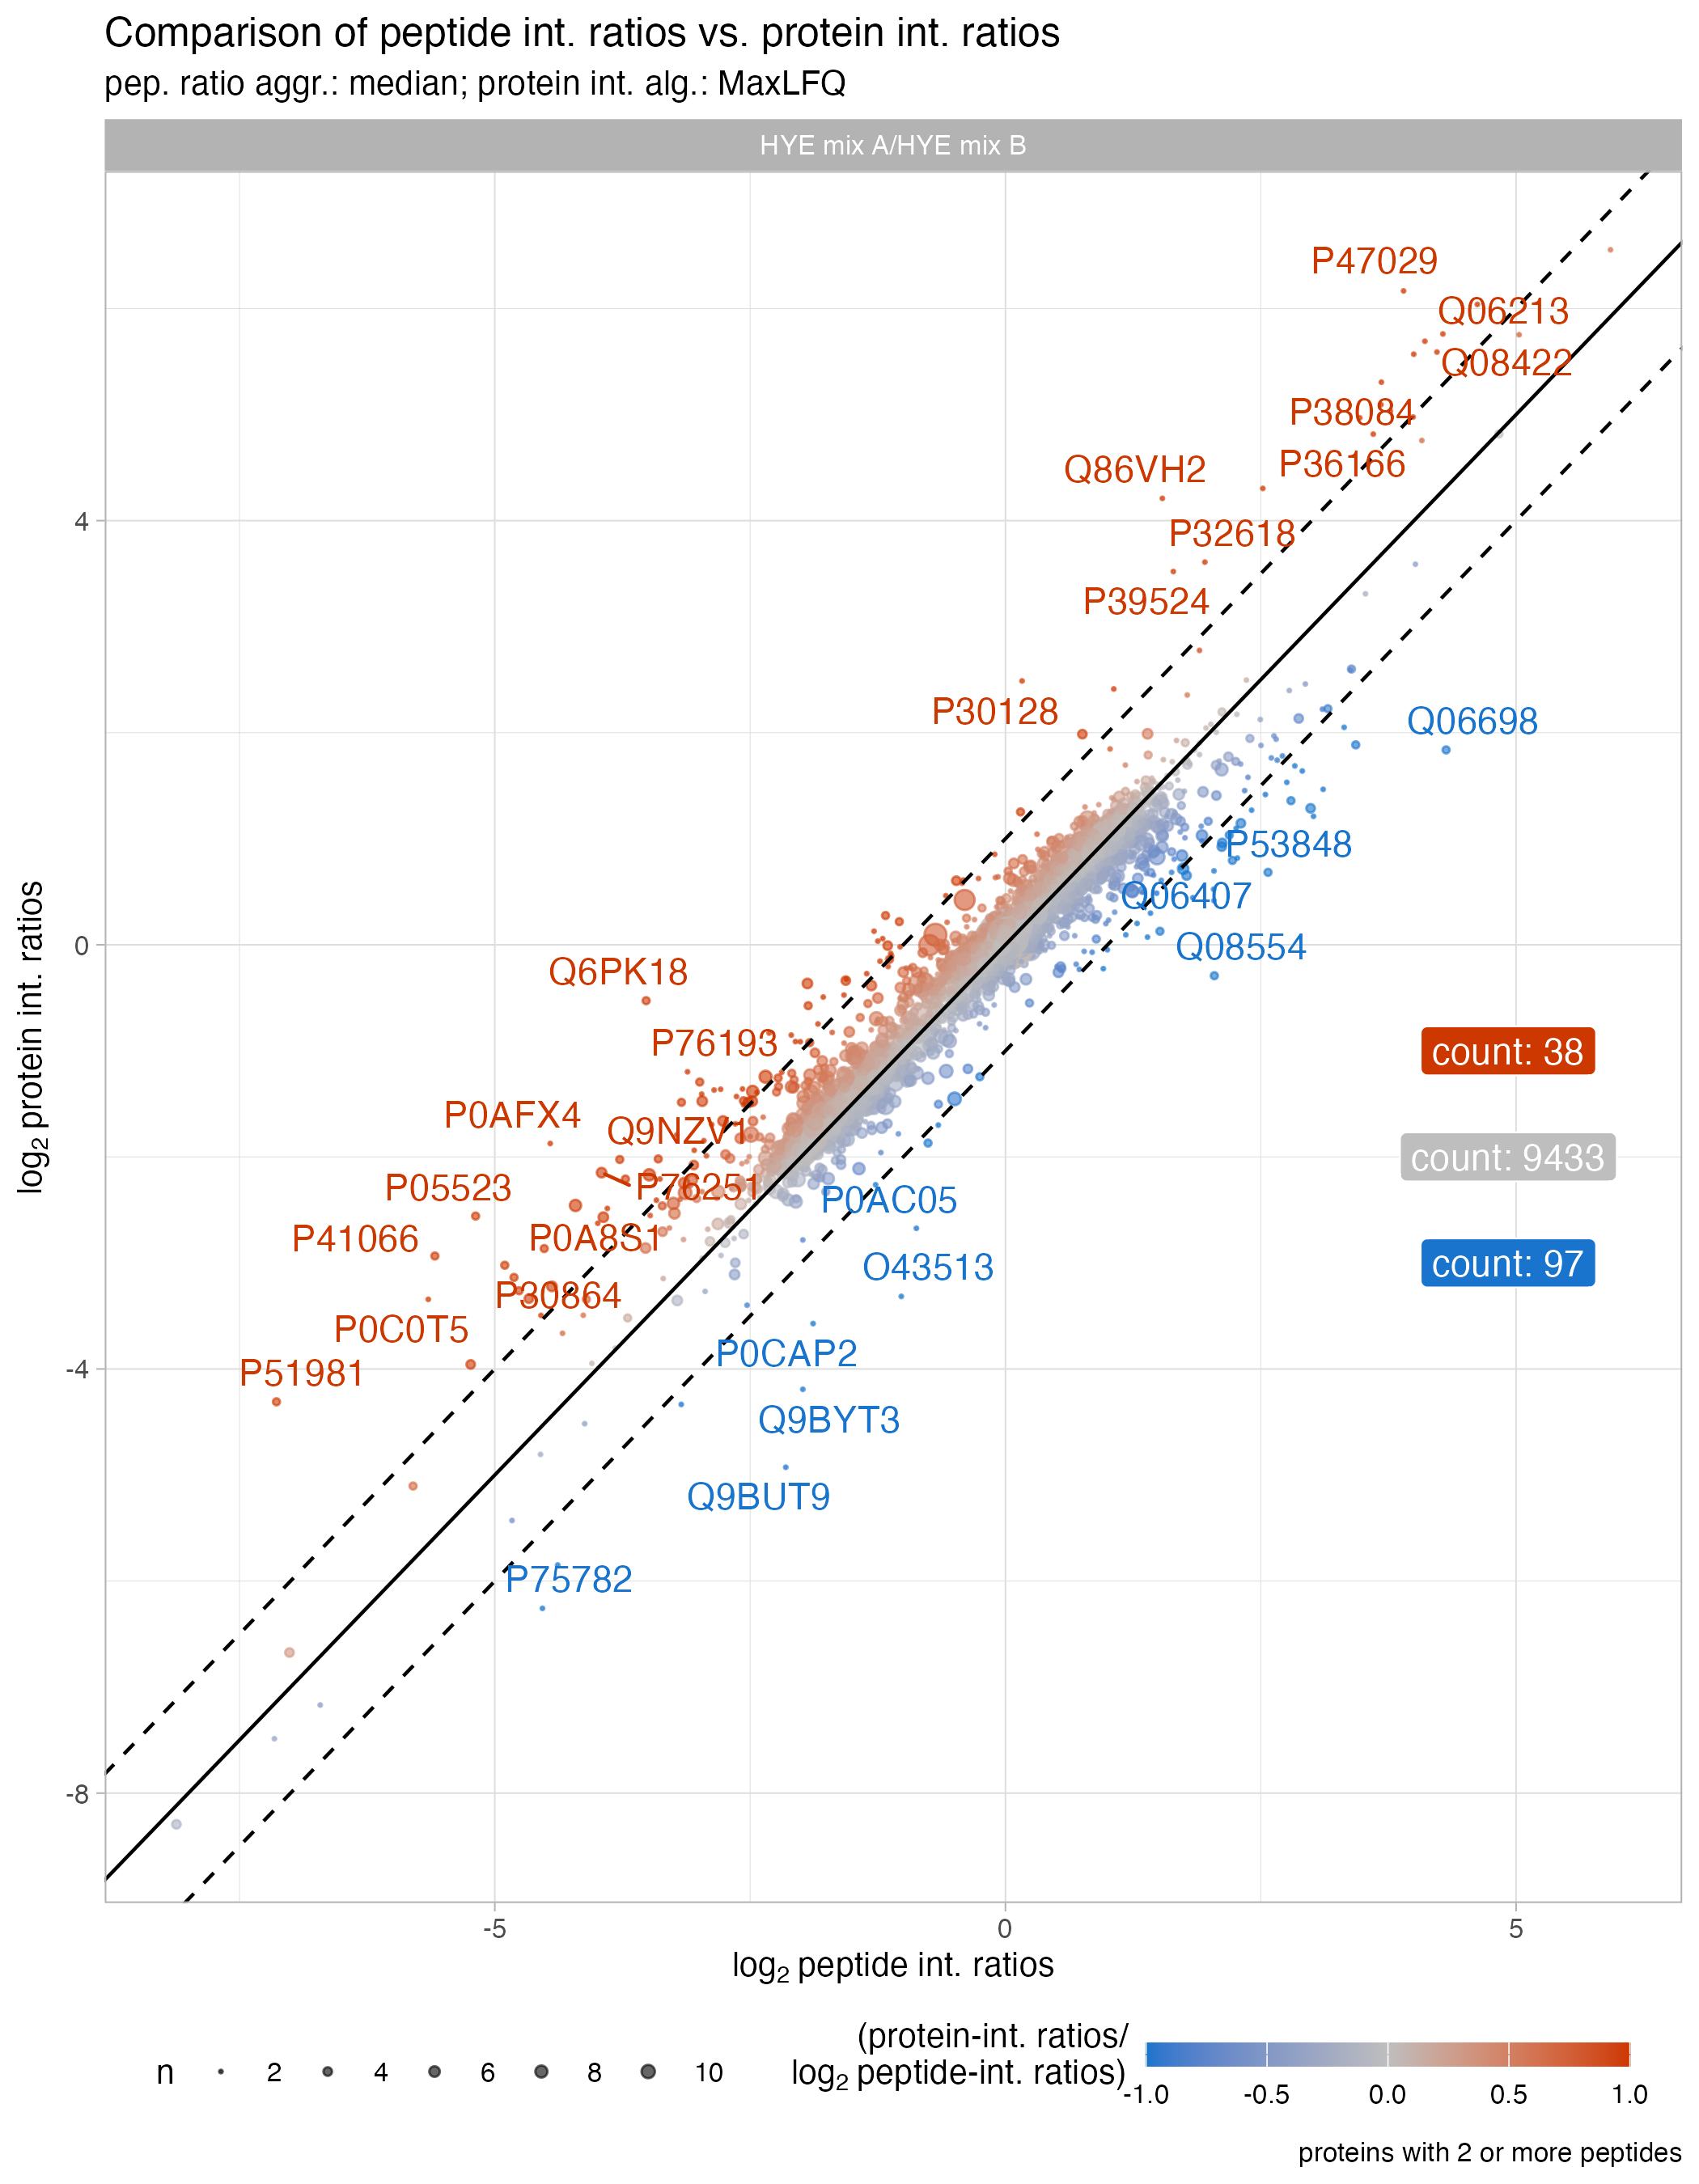 Comparison of peptide int. ratios vs. protein int. ratios
pep. ratio aggr.: median; protein int. alg.: MaxLFQ
HYE mix A/HYE mix B
P47029
Q06213
Q08422
P38084
P36166
Q86VH2
4
P32618
P39524
P30128
Q06698
P53848
Q06407
0
Q08554
Q6PK18
P76193
count: 38
P0AFX4
Q9NZV1
count: 9433
P05523
P76251
P0AC05
P41066
P0A8S1
O43513
count: 97
P30864
P0C0T5
P0CAP2
-4
P51981
Q9BYT3
Q9BUT9
P75782
-8
log2 protein int. ratios
-5
0
5
log2 peptide int. ratios
n
2
4
6
8
10
(protein-int. ratios/
log2 peptide-int. ratios)
-1.0
-0.5
0.0
0.5
1.0
proteins with 2 or more peptides